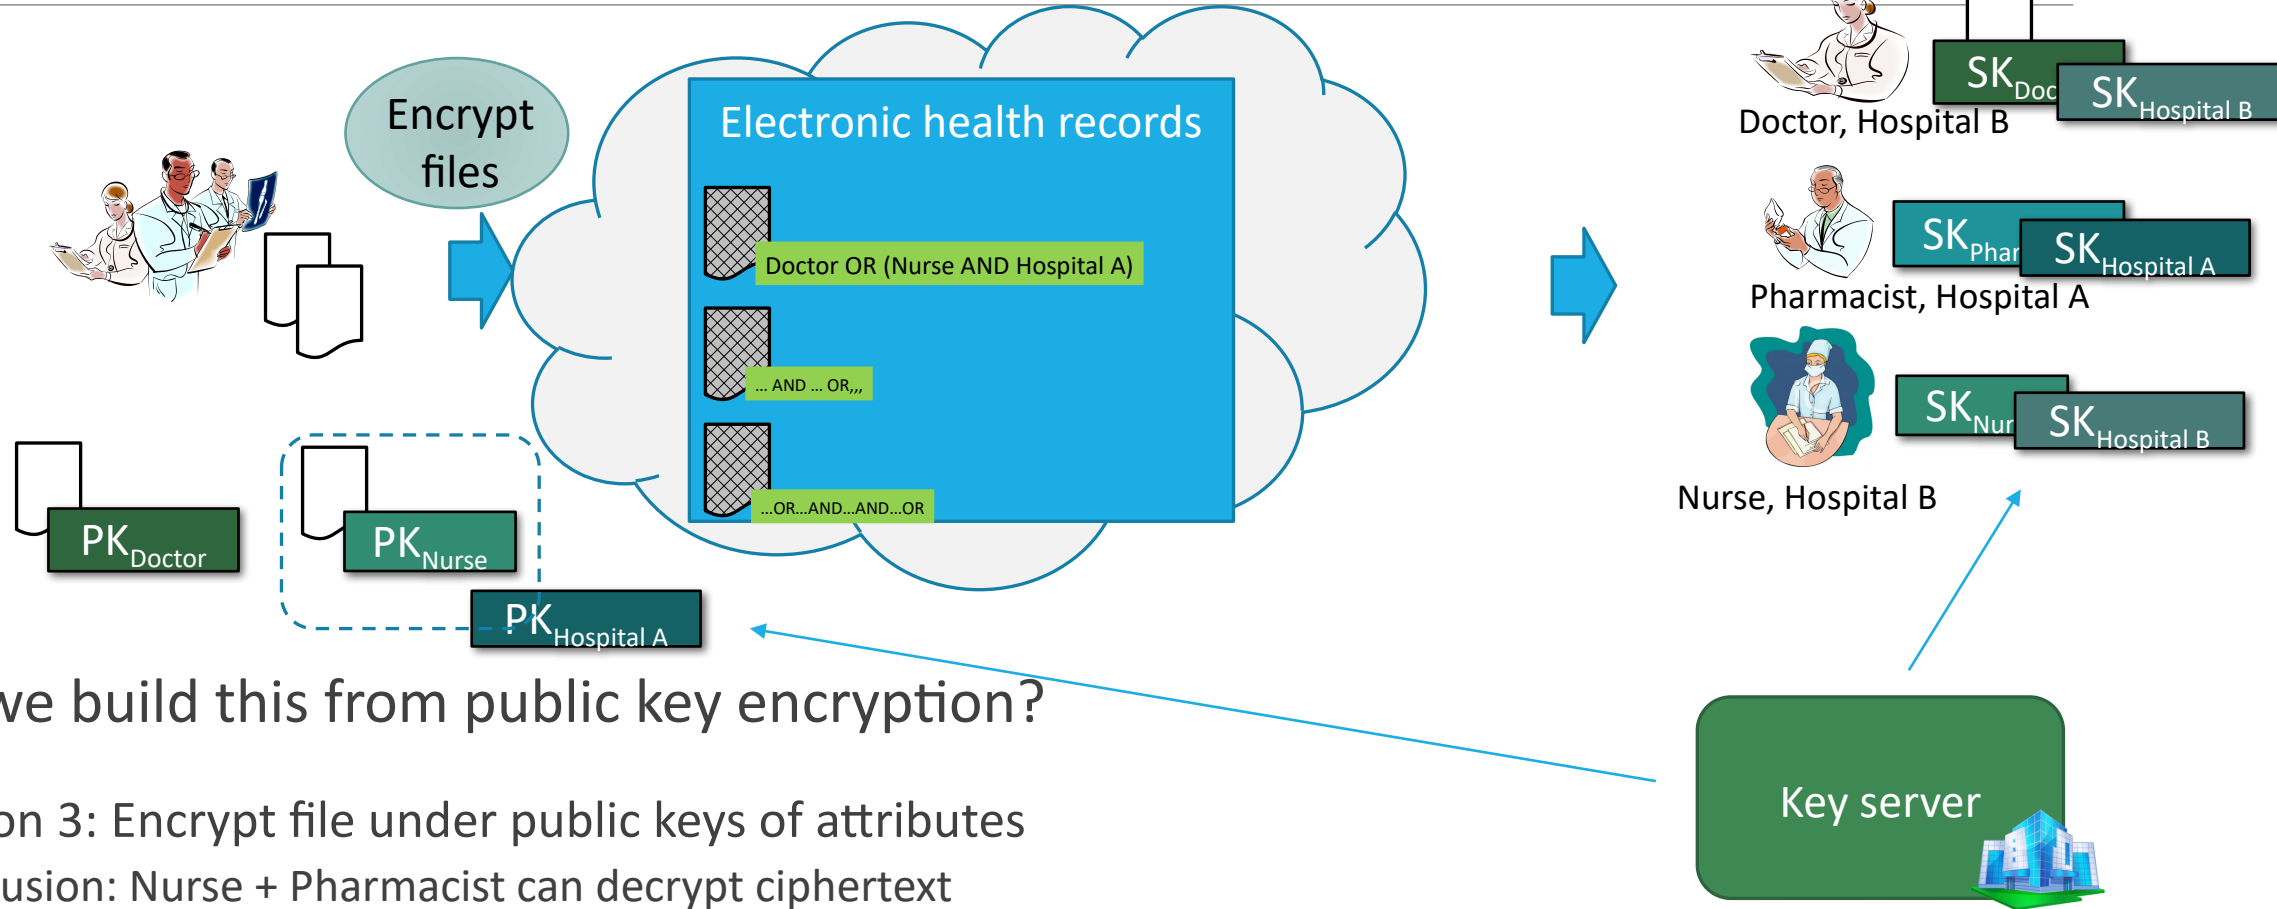 Encrypt
files
Electronic health records
Doctor OR (Nurse AND Hospital A)
... AND ... OR,,,
...OR...AND...AND...OR
SKDoc
SKHospital B
Doctor, Hospital B
SKPhar
SKHospital A
Pharmacist, Hospital A
SKNur
SKHospital B
Nurse, Hospital B
PKDoctor
PKNurse
PKHospital A
we build this from public key encryption?
on 3: Encrypt file under public keys of attributes
usion: Nurse + Pharmacist can decrypt ciphertext
Key server